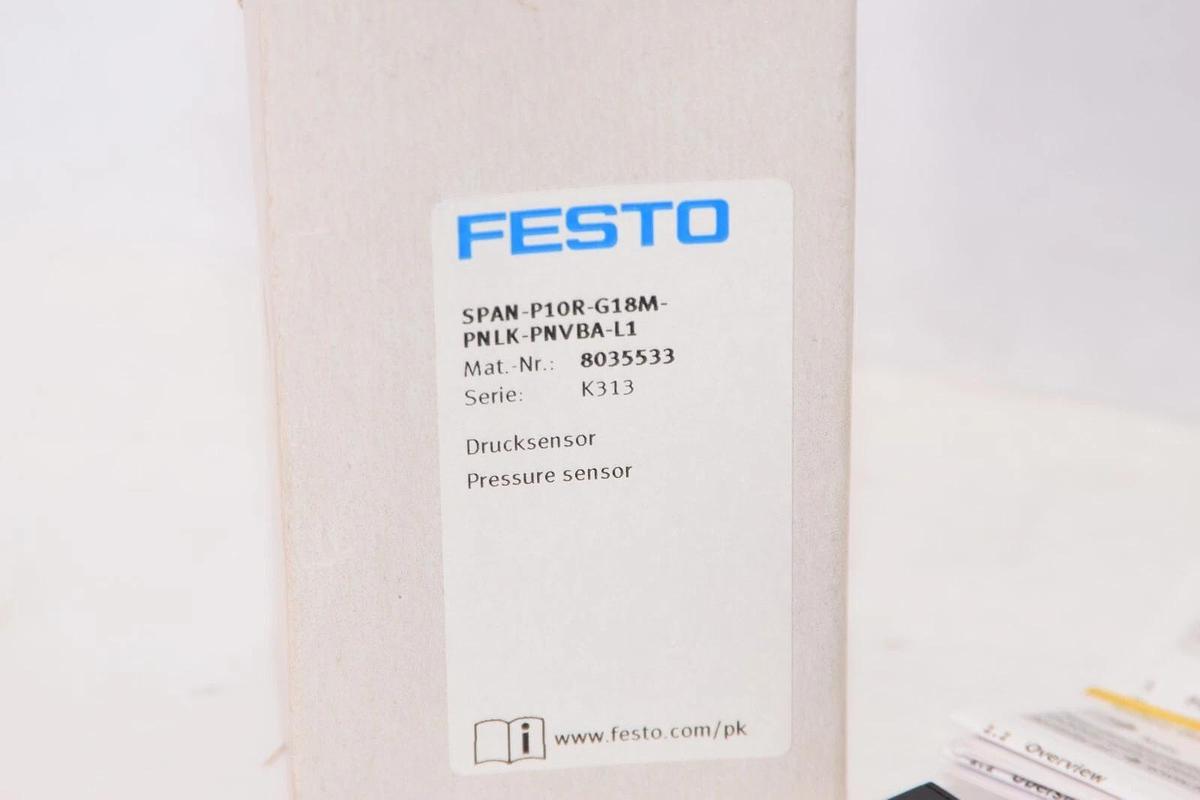 FESTO
SPAN-P10R-G18M-
PNLK-PNVBA-L1
Mat.-Nr.: 8035533
Serie: K313
Drucksensor
Pressure sensor
i www.festo.com/pk
Overview